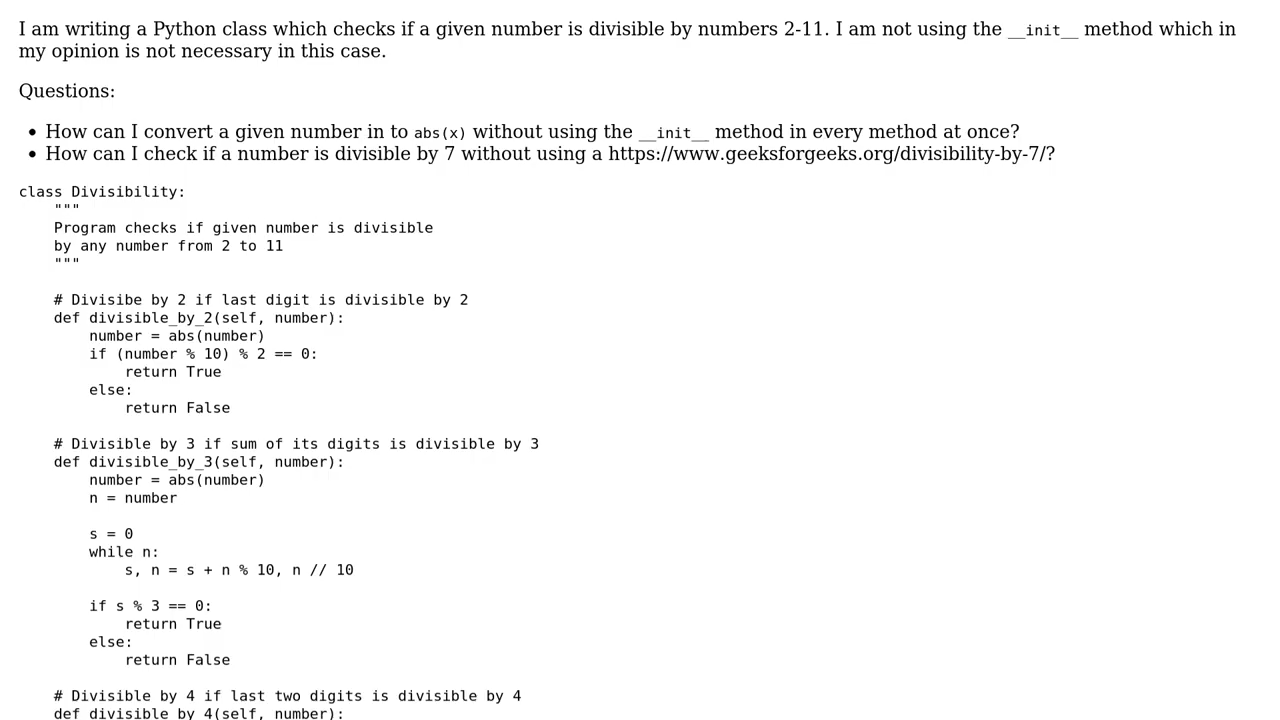 I am writing a Python class which checks if a given number is divisible by numbers 2-11. I am not using the __init__ method which in
my opinion is not necessary in this case.
Questions:
• How can I convert a given number in to abs(x) without using the __init__ method in every method at once?
• How can I check if a number is divisible by 7 without using a https://www.geeksforgeeks.org/divisibility-by-7/?
class Divisibility:
    """
    Program checks if given number is divisible
    by any number from 2 to 11
    """
    # Divisibe by 2 if last digit is divisible by 2
    def divisible_by_2(self, number):
        number = abs(number)
        if (number % 10) % 2 == 0:
            return True
        else:
            return False
    # Divisible by 3 if sum of its digits is divisible by 3
    def divisible_by_3(self, number):
        number = abs(number)
        n = number
        s = 0
        while n:
            s, n = s + n % 10, n // 10
        if s % 3 == 0:
            return True
        else:
            return False
    # Divisible by 4 if last two digits is divisible by 4
    def divisible_by_4(self, number):